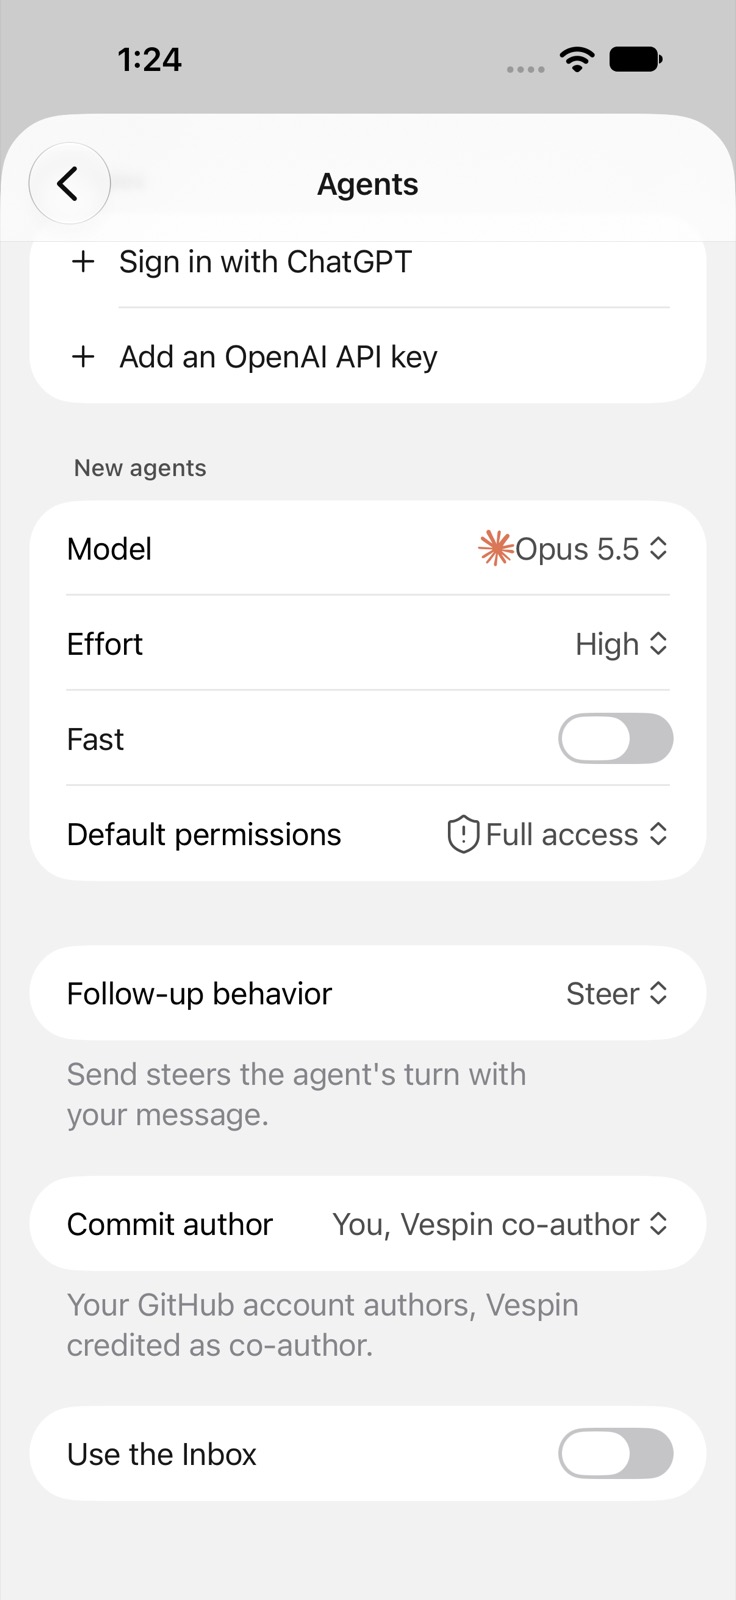 1:24
Agents
Sign in with ChatGPT
Add an OpenAI API key
New agents
Model
Opus 5.5
Effort
High
Fast
Default permissions
Full access
Follow-up behavior
Steer
Send steers the agent's turn with
your message.
Commit author
You, Vespin co-author
Your GitHub account authors, Vespin
credited as co-author.
Use the Inbox